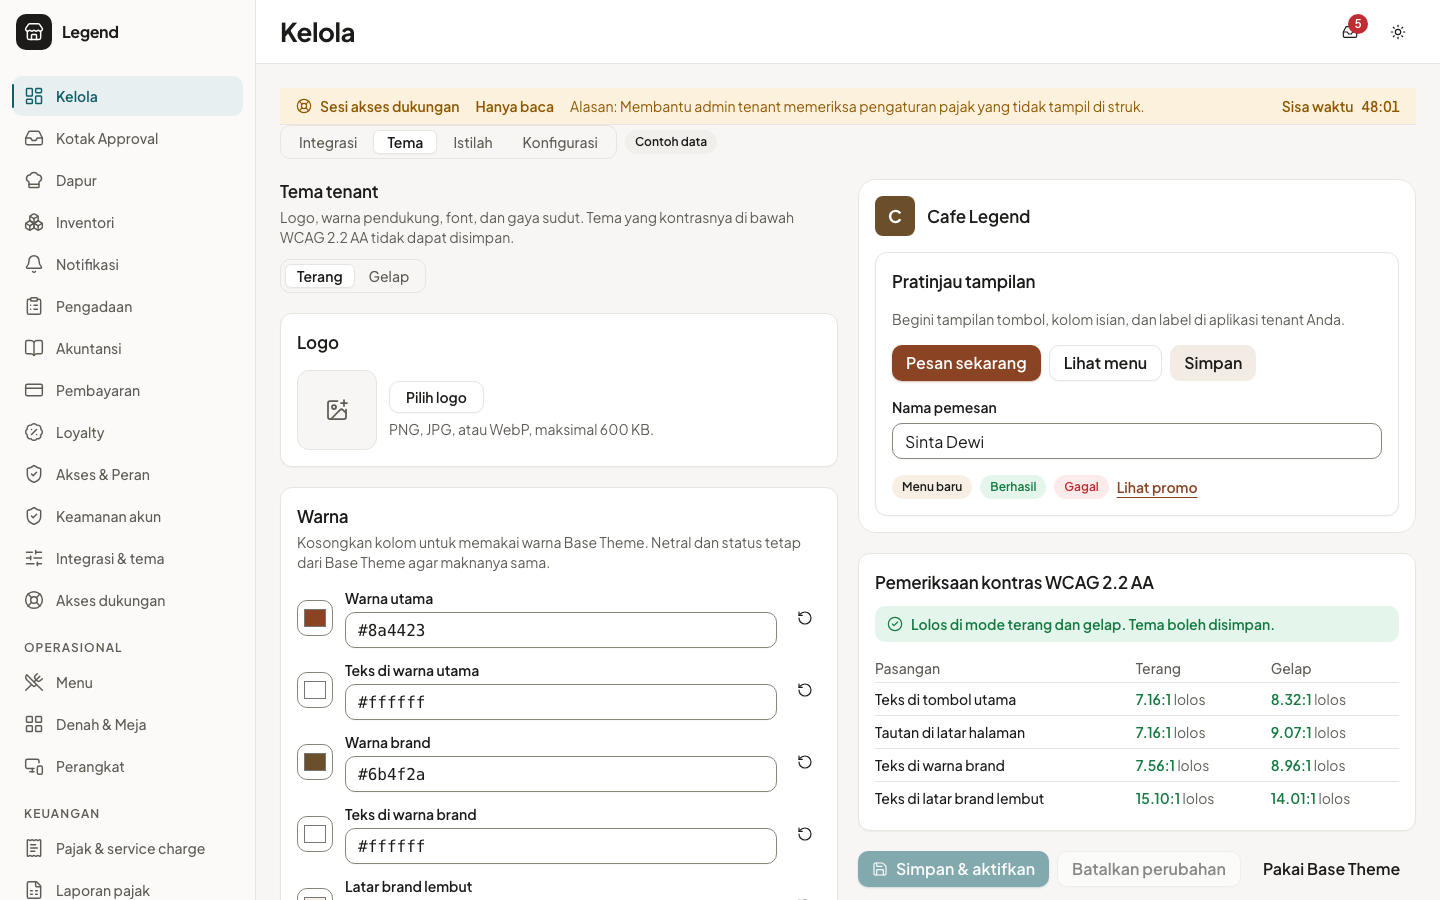 Legend
Kelola
Kotak Approval
Dapur
Inventori
Notifikasi
Pengadaan
Akuntansi
Pembayaran
Loyalty
Akses & Peran
Keamanan akun
Integrasi & tema
Akses dukungan
OPERASIONAL
Menu
Denah & Meja
Perangkat
KEUANGAN
Pajak & service charge
Laporan pajak
Kelola
5
Sesi akses dukungan Hanya baca Alasan: Membantu admin tenant memeriksa pengaturan pajak yang tidak tampil di struk. Sisa waktu 48:01
Integrasi Tema Istilah Konfigurasi Contoh data
Tema tenant
Logo, warna pendukung, font, dan gaya sudut. Tema yang kontrasnya di bawah
WCAG 2.2 AA tidak dapat disimpan.
Terang Gelap
Logo
Pilih logo
PNG, JPG, atau WebP, maksimal 600 KB.
Warna
Kosongkan kolom untuk memakai warna Base Theme. Netral dan status tetap
dari Base Theme agar maknanya sama.
Warna utama
#8a4423
Teks di warna utama
#ffffff
Warna brand
#6b4f2a
Teks di warna brand
#ffffff
Latar brand lembut
C Cafe Legend
Pratinjau tampilan
Begini tampilan tombol, kolom isian, dan label di aplikasi tenant Anda.
Pesan sekarang Lihat menu Simpan
Nama pemesan
Sinta Dewi
Menu baru Berhasil Gagal Lihat promo
Pemeriksaan kontras WCAG 2.2 AA
Lolos di mode terang dan gelap. Tema boleh disimpan.
Pasangan Terang Gelap
Teks di tombol utama 7.16:1 lolos 8.32:1 lolos
Tautan di latar halaman 7.16:1 lolos 9.07:1 lolos
Teks di warna brand 7.56:1 lolos 8.96:1 lolos
Teks di latar brand lembut 15.10:1 lolos 14.01:1 lolos
Simpan & aktifkan Batalkan perubahan Pakai Base Theme